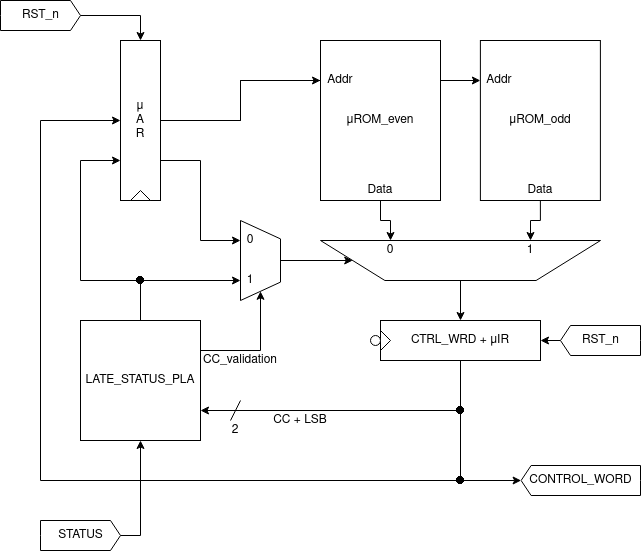 RST_n
µ
A
R
Addr
µROM_even
Data
Addr
µROM_odd
Data
0
1
0
1
CTRL_WRD + µIR
RST_n
CC_validation
LATE_STATUS_PLA
CC + LSB
2
CONTROL_WORD
STATUS